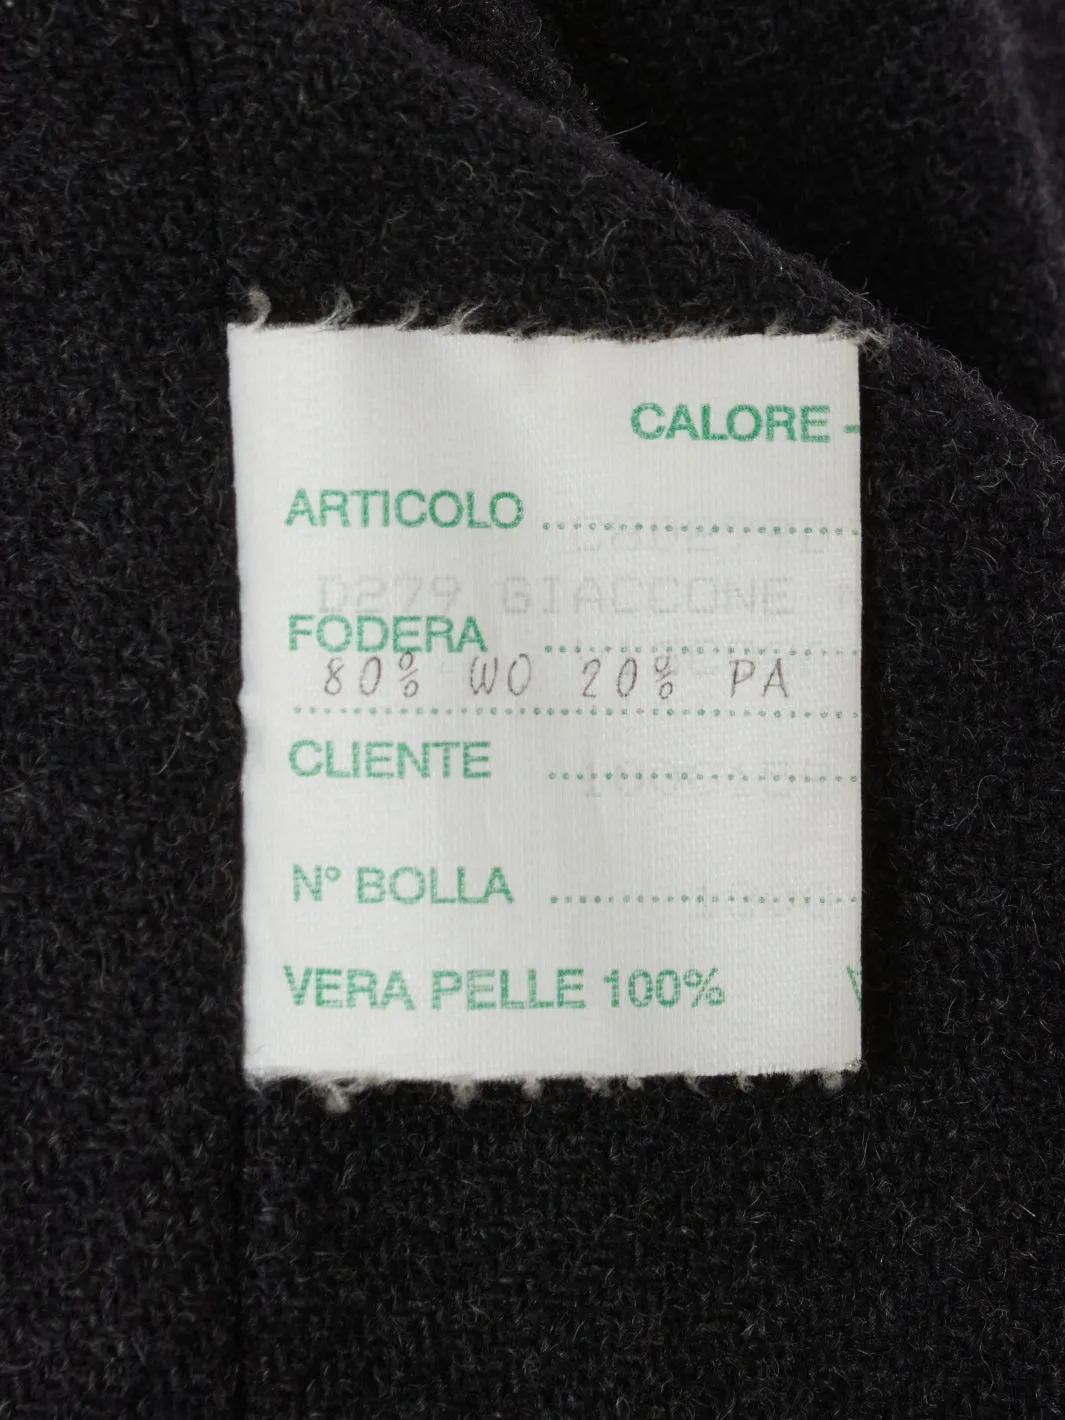 CALORE -
ARTICOLO
D279 GIACCONE
FODERA
80% WO 20% PA
CLIENTE
N° BOLLA
VERA PELLE 100%